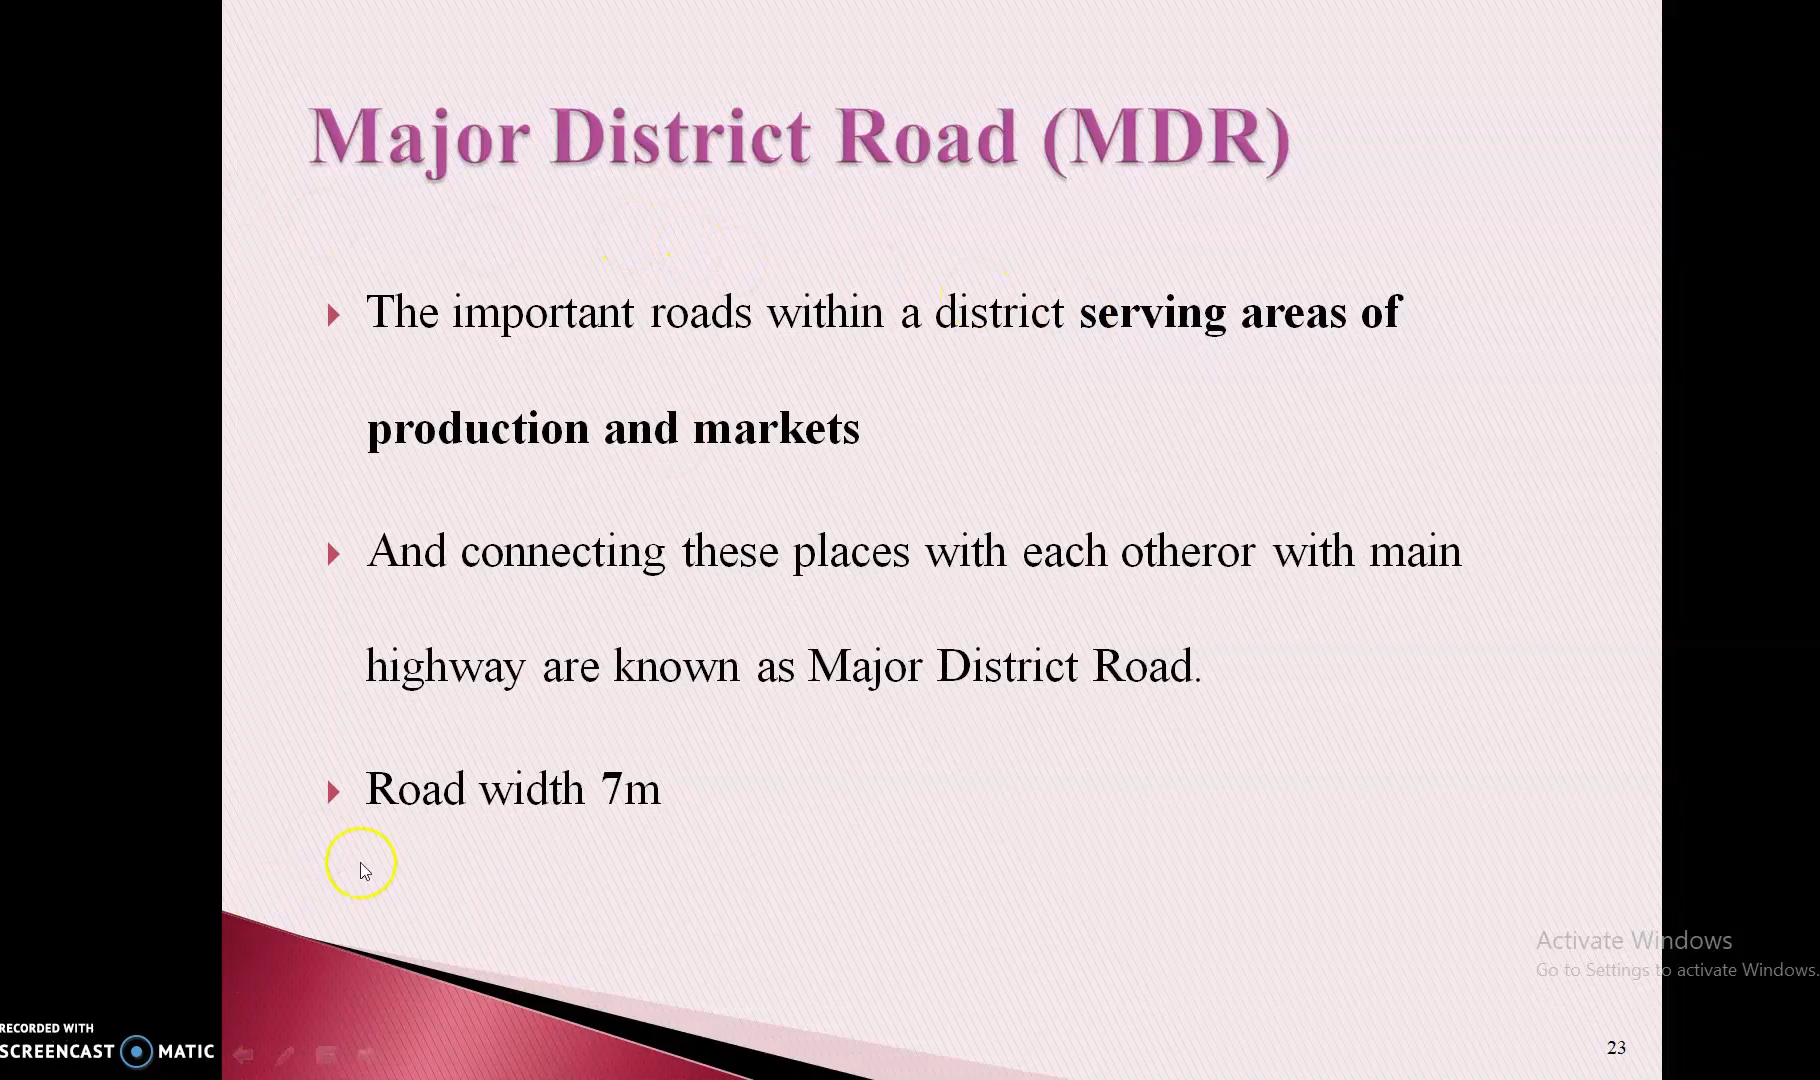 Major District Road (MDR)
The important roads within a district serving areas of
production and markets
And connecting these places with each otheror with main
highway are known as Major District Road.
Road width 7m
Activate Windows
Go to Settings to activate Windows.
RECORDED WITH
SCREENCAST MATIC
23